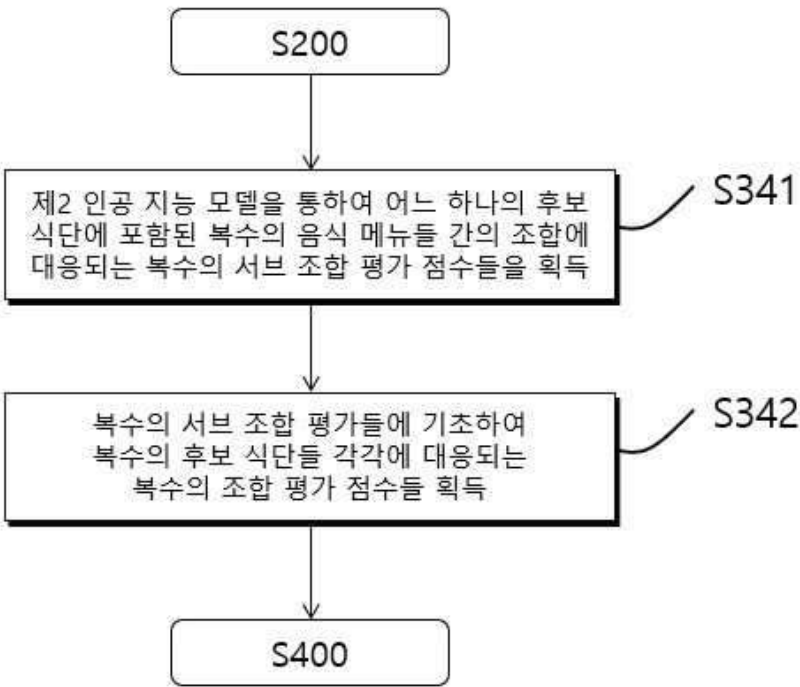 S200
제2 인공 지능 모델을 통하여 어느 하나의 후보
식단에 포함된 복수의 음식 메뉴들 간의 조합에
대응되는 복수의 서브 조합 평가 점수들을 획득
S341
복수의 서브 조합 평가들에 기초하여
복수의 후보 식단들 각각에 대응되는
복수의 조합 평가 점수들 획득
S342
S400